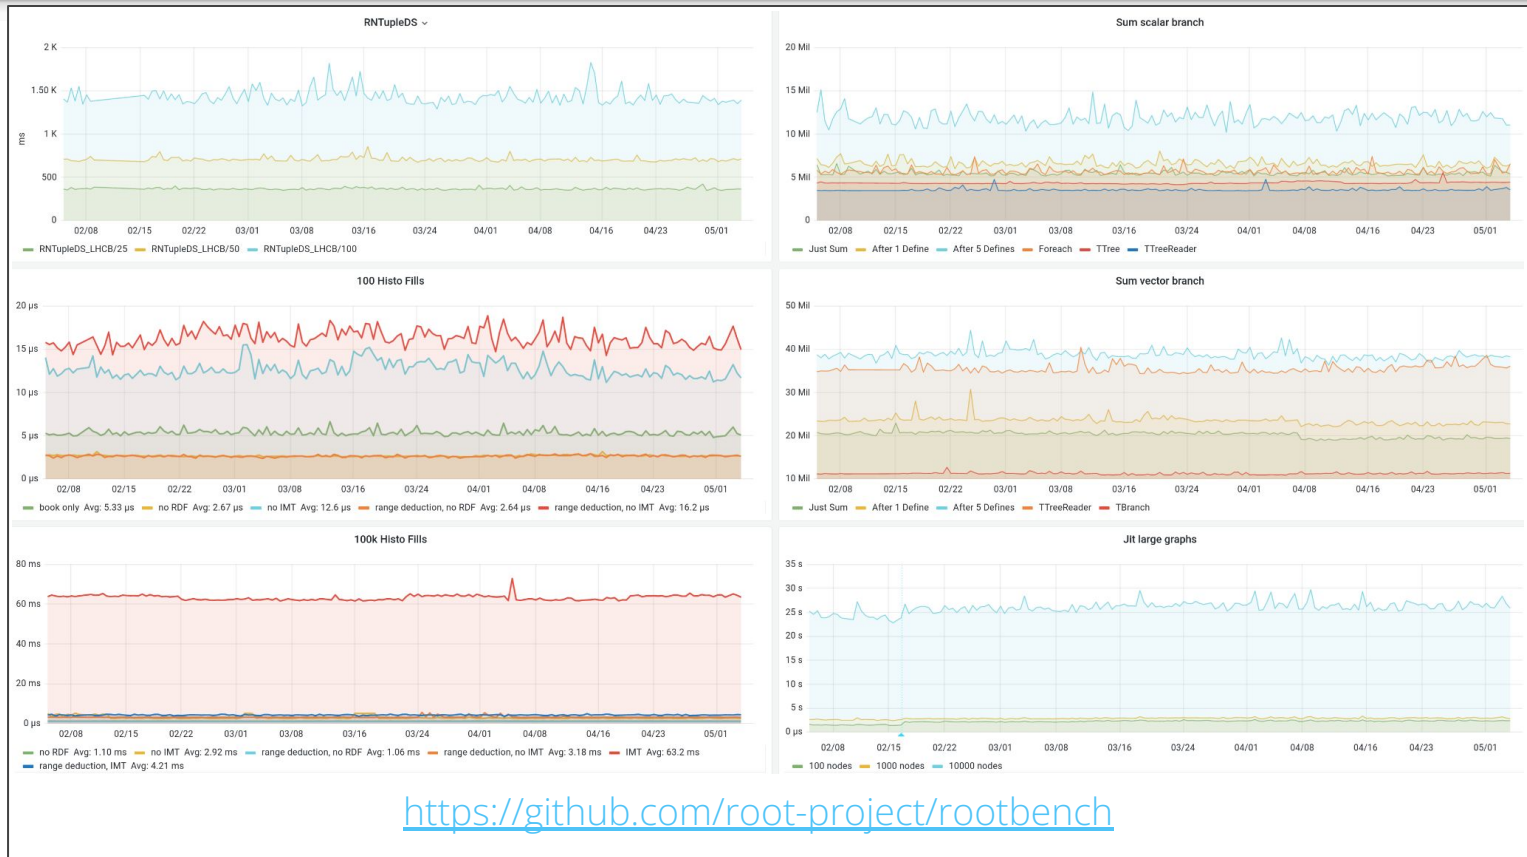 RNTupleDS
2 K
1.50 K
1 K
500
0
ms
02/08 02/15 02/22 03/01 03/08 03/16 03/24 04/01 04/08 04/16 04/23 05/01
RNTupleDS_LHCB/25 RNTupleDS_LHCB/50 RNTupleDS_LHCB/100
Sum scalar branch
20 Mil
15 Mil
10 Mil
5 Mil
0
02/08 02/15 02/22 03/01 03/08 03/16 03/24 04/01 04/08 04/16 04/23 05/01
Just Sum After 1 Define After 5 Defines Foreach TTree TTreeReader
100 Histo Fills
20 µs
15 µs
10 µs
5 µs
0 µs
02/08 02/15 02/22 03/01 03/08 03/16 03/24 04/01 04/08 04/16 04/23 05/01
book only Avg: 5.33 µs no RDF Avg: 2.67 µs no IMT Avg: 12.6 µs range deduction, no RDF Avg: 2.64 µs range deduction, no IMT Avg: 16.2 µs
Sum vector branch
50 Mil
40 Mil
30 Mil
20 Mil
10 Mil
02/08 02/15 02/22 03/01 03/08 03/16 03/24 04/01 04/08 04/16 04/23 05/01
Just Sum After 1 Define After 5 Defines TTreeReader TBranch
100k Histo Fills
80 ms
60 ms
40 ms
20 ms
0 µs
02/08 02/15 02/22 03/01 03/08 03/16 03/24 04/01 04/08 04/16 04/23 05/01
no RDF Avg: 1.10 ms no IMT Avg: 2.92 ms range deduction, no RDF Avg: 1.06 ms range deduction, no IMT Avg: 3.18 ms IMT Avg: 63.2 ms
range deduction, IMT Avg: 4.21 ms
Jit large graphs
35 s
30 s
25 s
20 s
15 s
10 s
5 s
0 µs
02/08 02/15 02/22 03/01 03/08 03/16 03/24 04/01 04/08 04/16 04/23 05/01
100 nodes 1000 nodes 10000 nodes
https://github.com/root-project/rootbench